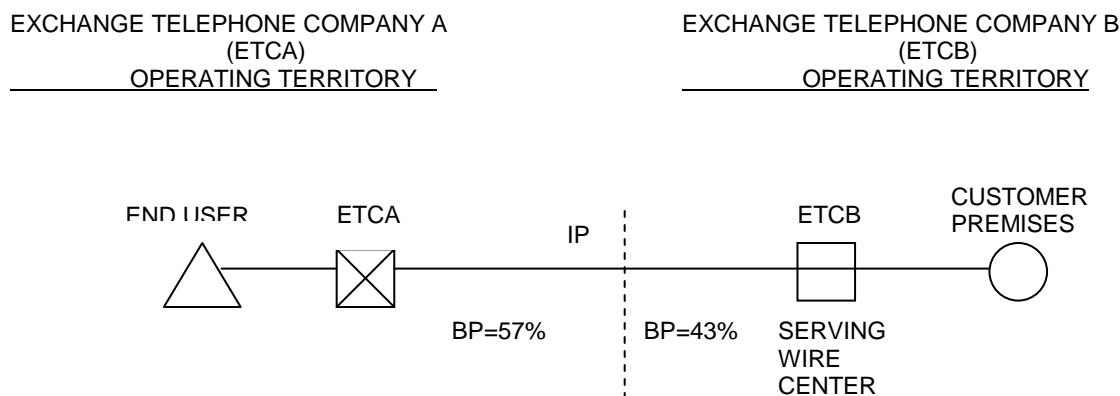 EXCHANGE TELEPHONE COMPANY A
(ETCA)
OPERATING TERRITORY
EXCHANGE TELEPHONE COMPANY B
(ETCB)
OPERATING TERRITORY
END USER
ETCA
IP
ETCB
CUSTOMER
PREMISES
BP=57%
BP=43%
SERVING
WIRE
CENTER